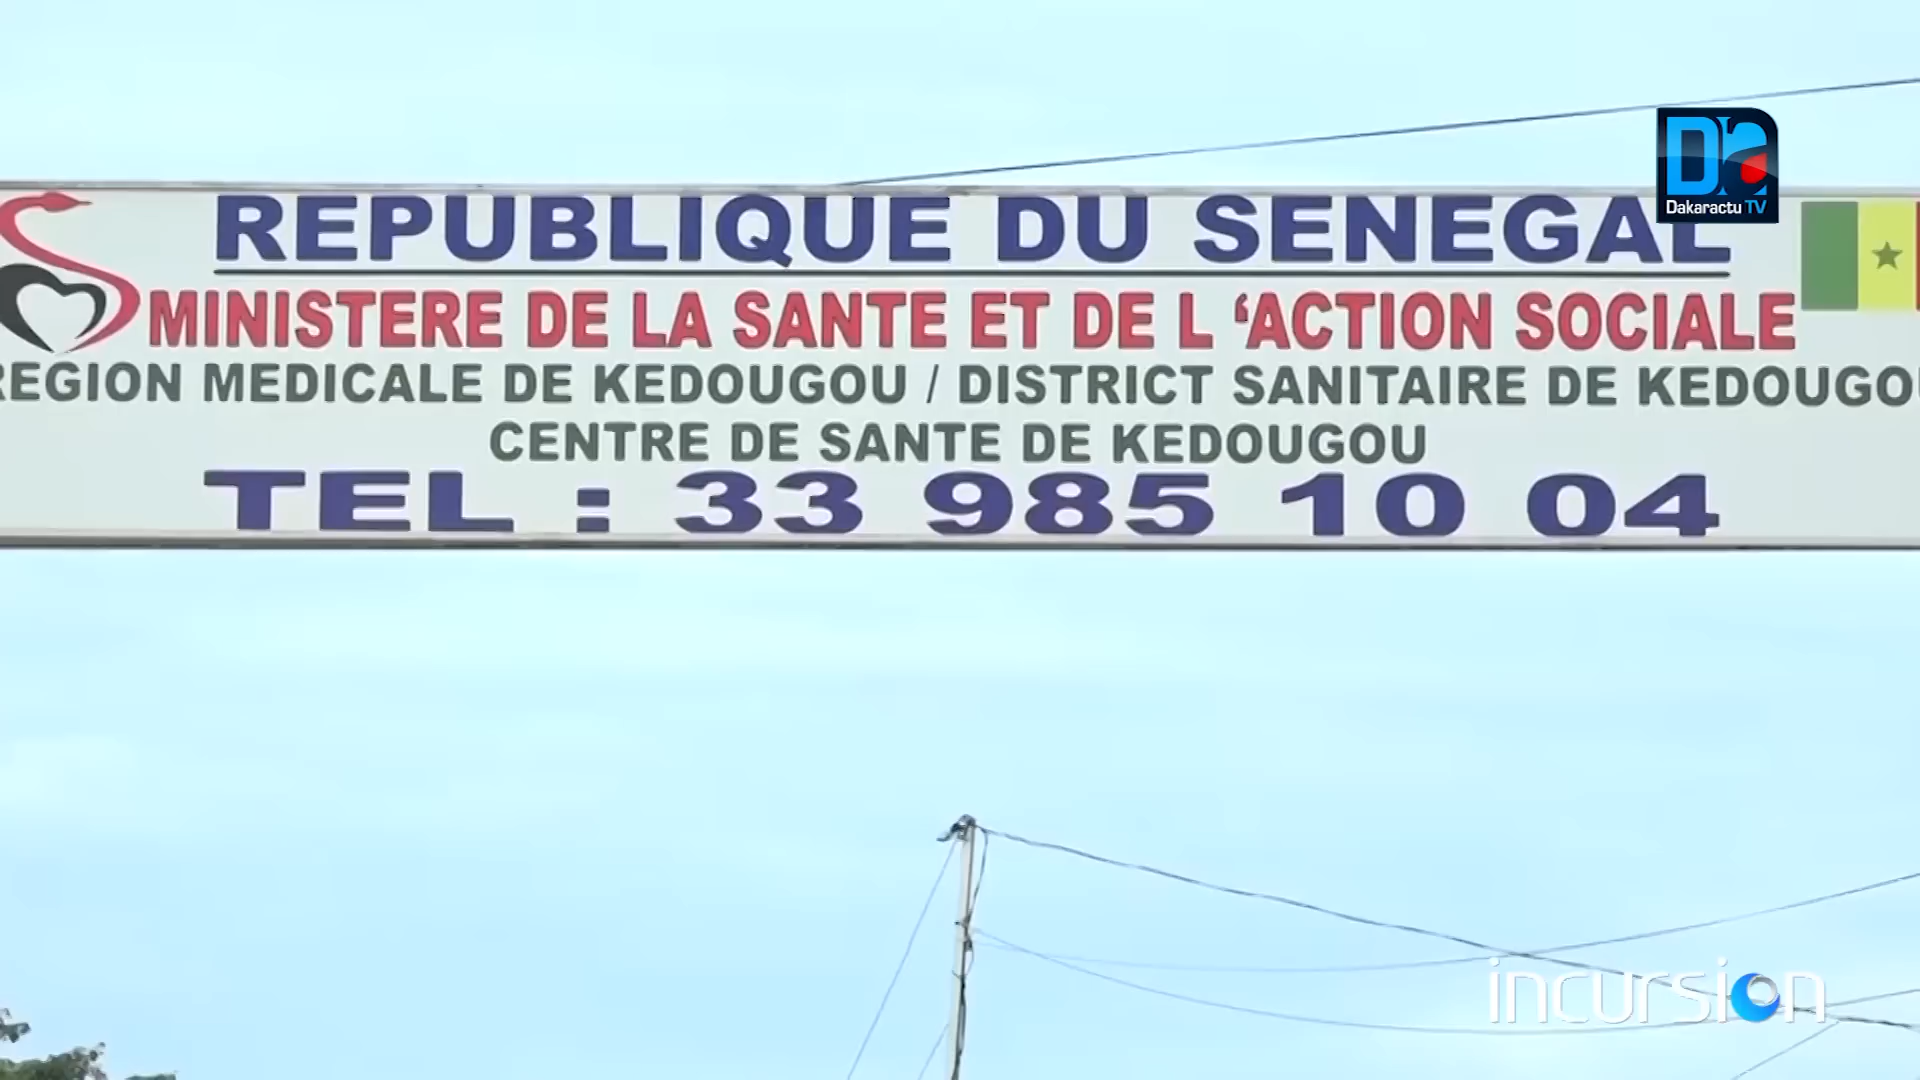 Dakaractu TV
REPUBLIQUE DU SENEGAL
MINISTERE DE LA SANTE ET DE L 'ACTION SOCIALE
REGION MEDICALE DE KEDOUGOU / DISTRICT SANITAIRE DE KEDOUGOU
CENTRE DE SANTE DE KEDOUGOU
TEL : 33 985 10 04
incursion